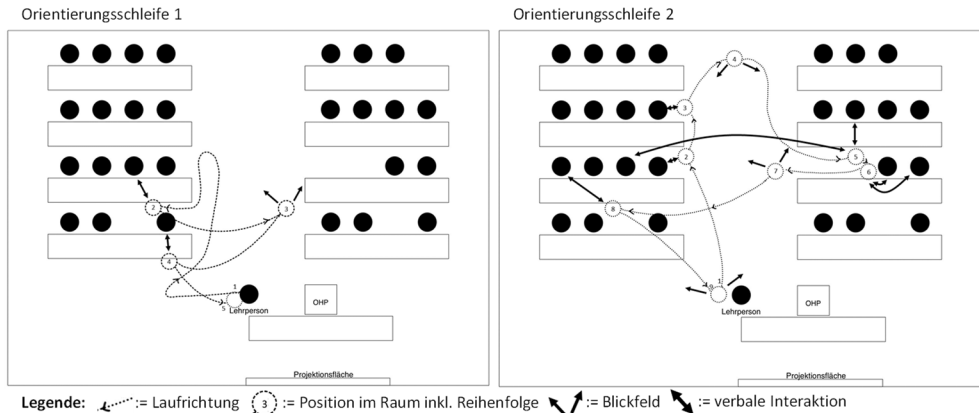 Orientierungsschleife 1
2
3
4
1
5
Lehrperson
OHP
Projektionsfläche
Orientierungsschleife 2
4
3
2
5
6
7
8
1
9
Lehrperson
OHP
Projektionsfläche
Legende: := Laufrichtung 3 := Position im Raum inkl. Reihenfolge := Blickfeld := verbale Interaktion